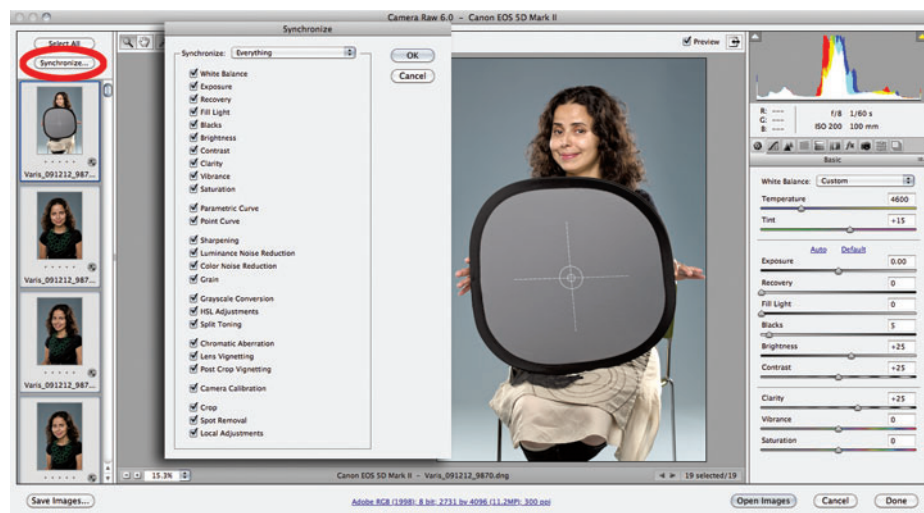 Camera Raw 6.0 – Canon EOS 5D Mark II
Select All
Synchronize...
Varis_091212_987...
Varis_091212_987...
Varis_091212_987...
Synchronize
Synchronize: Everything
OK
Cancel
White Balance
Exposure
Recovery
Fill Light
Blacks
Brightness
Contrast
Clarity
Vibrance
Saturation
Parametric Curve
Point Curve
Sharpening
Luminance Noise Reduction
Color Noise Reduction
Grain
Grayscale Conversion
HSL Adjustments
Split Toning
Chromatic Aberration
Lens Vignetting
Post Crop Vignetting
Camera Calibration
Crop
Spot Removal
Local Adjustments
Preview
R: ---
G: ---
B: ---
f/8 1/60 s
ISO 200 100 mm
Basic
White Balance: Custom
Temperature 4600
Tint +15
Auto Default
Exposure 0.00
Recovery 0
Fill Light 0
Blacks 5
Brightness +25
Contrast +25
Clarity +25
Vibrance 0
Saturation 0
15.3%
Canon EOS 5D Mark II – Varis_091212_9870.dng
19 selected/19
Save Images...
Adobe RGB (1998); 8 bit; 2731 by 4096 (11.2MP); 300 ppi
Open Images
Cancel
Done